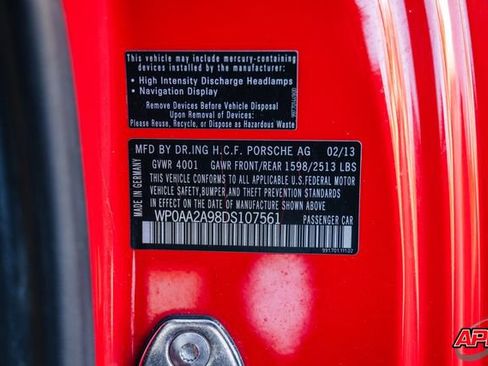 This vehicle may include mercury-containing
devices installed by the manufacturer:
• High Intensity Discharge Headlamps
• Navigation Display
Remove Devices Before Vehicle Disposal
Upon Removal of Devices
Please Reuse, Recycle, or Dispose as Hazardous Waste
MADE IN GERMANY
MFD BY DR.ING H.C.F. PORSCHE AG 02/13
GVWR 4001 GAWR FRONT/REAR 1598/2513 LBS
THIS VEHICLE CONFORMS TO ALL APPLICABLE
U.S.FEDERAL MOTOR
VEHICLE SAFETY,BUMPER,AND THEFT PREVENTION
STANDARDS IN EFFECT ON THE DATE OF
MANUFACTURE SHOWN ABOVE.
WP0AA2A98DS107561 PASSENGER CAR